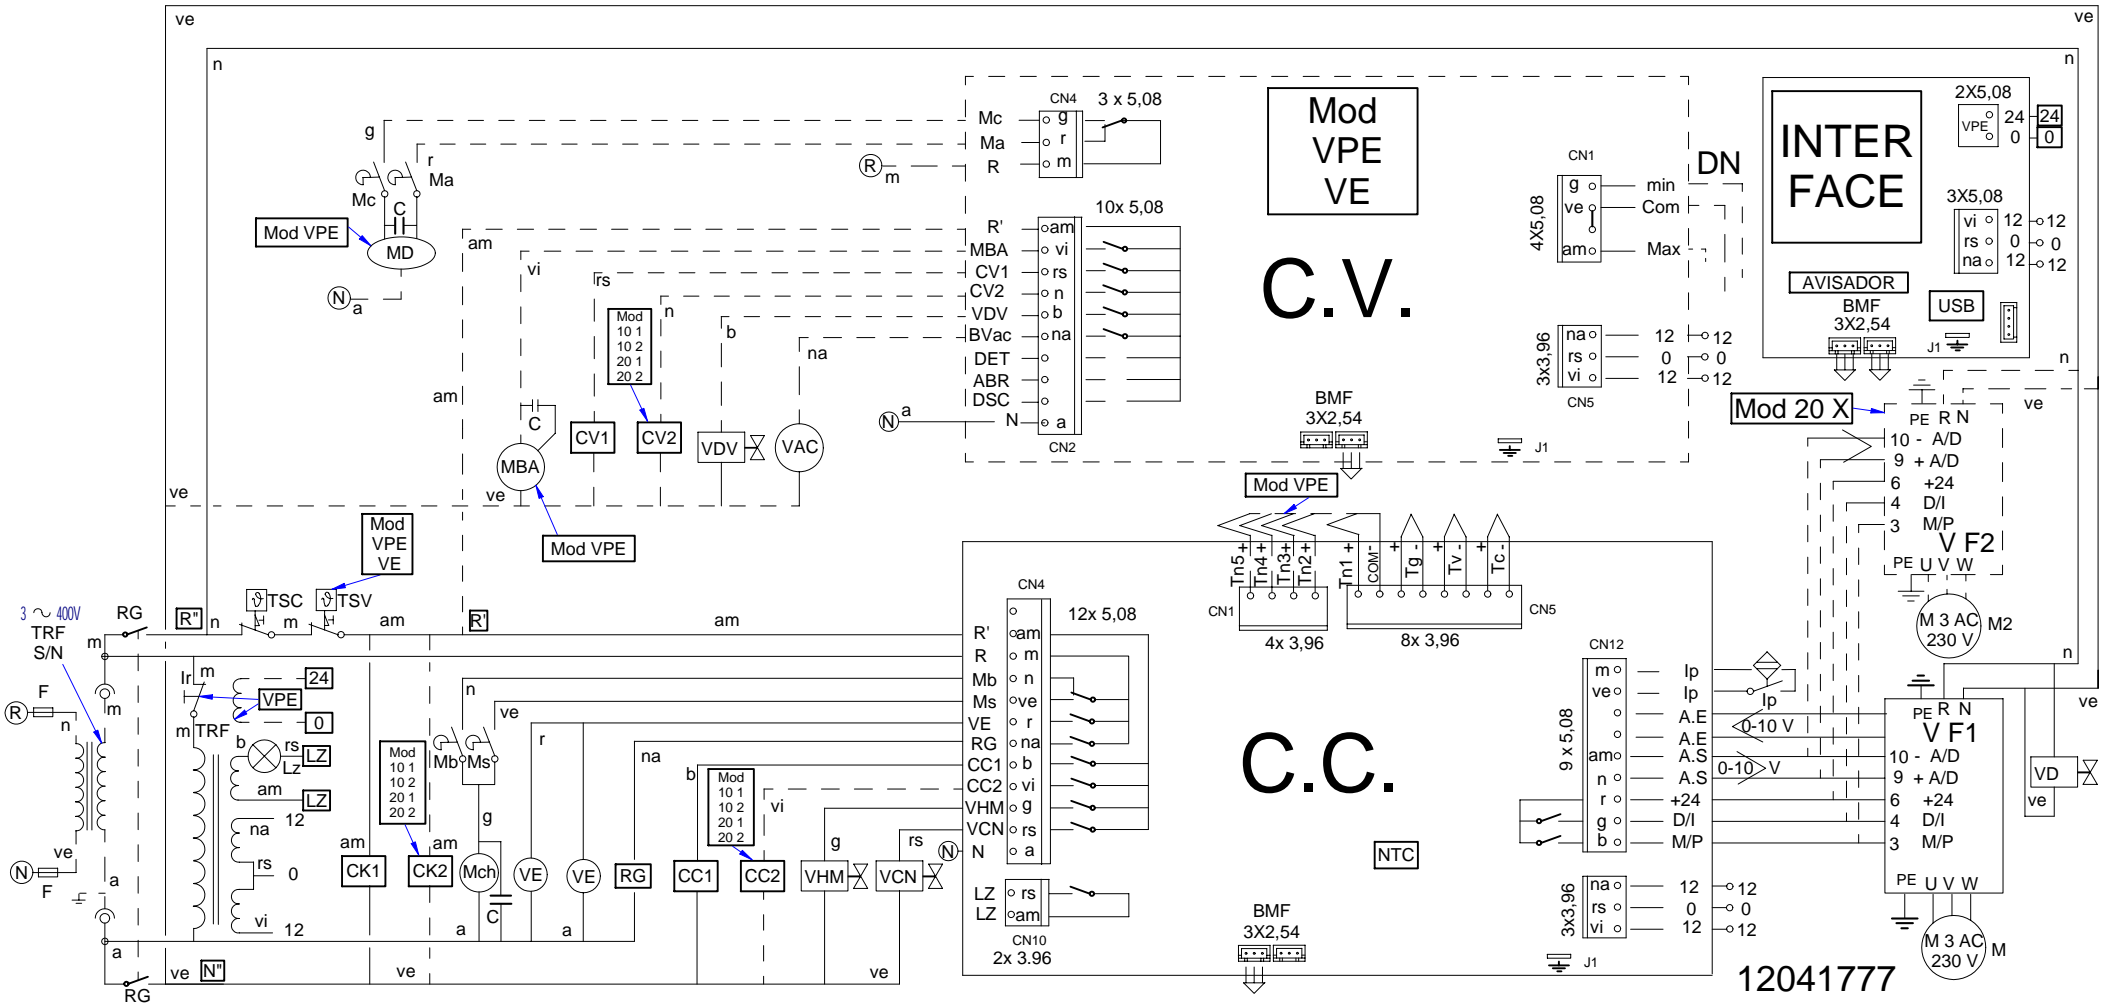 ve
ve
n
n
g
r
Mc
Ma
C
Mod VPE
MD
N
a
R
m
Mc
Ma
R
CN4
3 x 5,08
g
r
m
Mod
VPE
VE
C.V.
CN1
4X5,08
g
ve
am
min
Com
Max
DN
INTER
FACE
2X5,08
VPE
24
24
0
0
3X5,08
vi 12 12
rs 0 0
na 12 12
AVISADOR
BMF
3X2,54
USB
J1
R'
MBA
CV1
CV2
VDV
BVac
DET
ABR
DSC
N
10x 5,08
am
vi
rs
n
b
na
a
CN2
N
a
am
am
vi
rs
n
b
na
Mod
10 1
10 2
20 1
20 2
C
MBA
CV1
CV2
VDV
VAC
ve
ve
Mod VPE
3x3,96
na 12 12
rs 0 0
vi 12 12
CN5
BMF
3X2,54
J1
n
ve
Mod 20 X
PE R N
10 - A/D
9 + A/D
6 +24
4 D/I
3 M/P
V F2
PE U V W
M 3 AC
230 V
M2
Mod
VPE
VE
TSC
TSV
3 ~ 400V
TRF
S/N
RG
m
R"
n
m
am
R'
am
R
F
n
m
N
F
ve
a
a
RG
ve
N"
ve
ve
Ir
m
VPE
24
0
m
TRF
b
rs
LZ
Lz
am
LZ
na
12
rs
0
vi
12
am
CK1
Mod
10 1
10 2
20 1
20 2
am
CK2
n
ve
Mb
Ms
g
Mch
C
a
r
VE
VE
a
na
RG
b
CC1
Mod
10 1
10 2
20 1
20 2
vi
CC2
g
VHM
rs
VCN
N
CN4
12x 5,08
R' am
R m
Mb n
Ms ve
VE r
RG na
CC1 b
CC2 vi
VHM g
VCN rs
N a
LZ rs
LZ am
CN10
2x 3.96
Mod VPE
Tn5 +
Tn4 +
Tn3 +
Tn2 +
CN1
4x 3,96
Tn1 +
COM -
+ Tg -
+ Tv -
+ Tc -
CN5
8x 3,96
C.C.
NTC
BMF
3X2,54
J1
CN12
9 x 5,08
m Ip
ve Ip
Ip
A.E
A.E
0-10 V
am A.S
n A.S
0-10 V
r +24
g D/I
b M/P
3x3,96
na 12 12
rs 0 0
vi 12 12
PE R N
V F1
10 - A/D
9 + A/D
6 +24
4 D/I
3 M/P
PE U V W
M 3 AC
230 V
M
n
ve
VD
ve
12041777